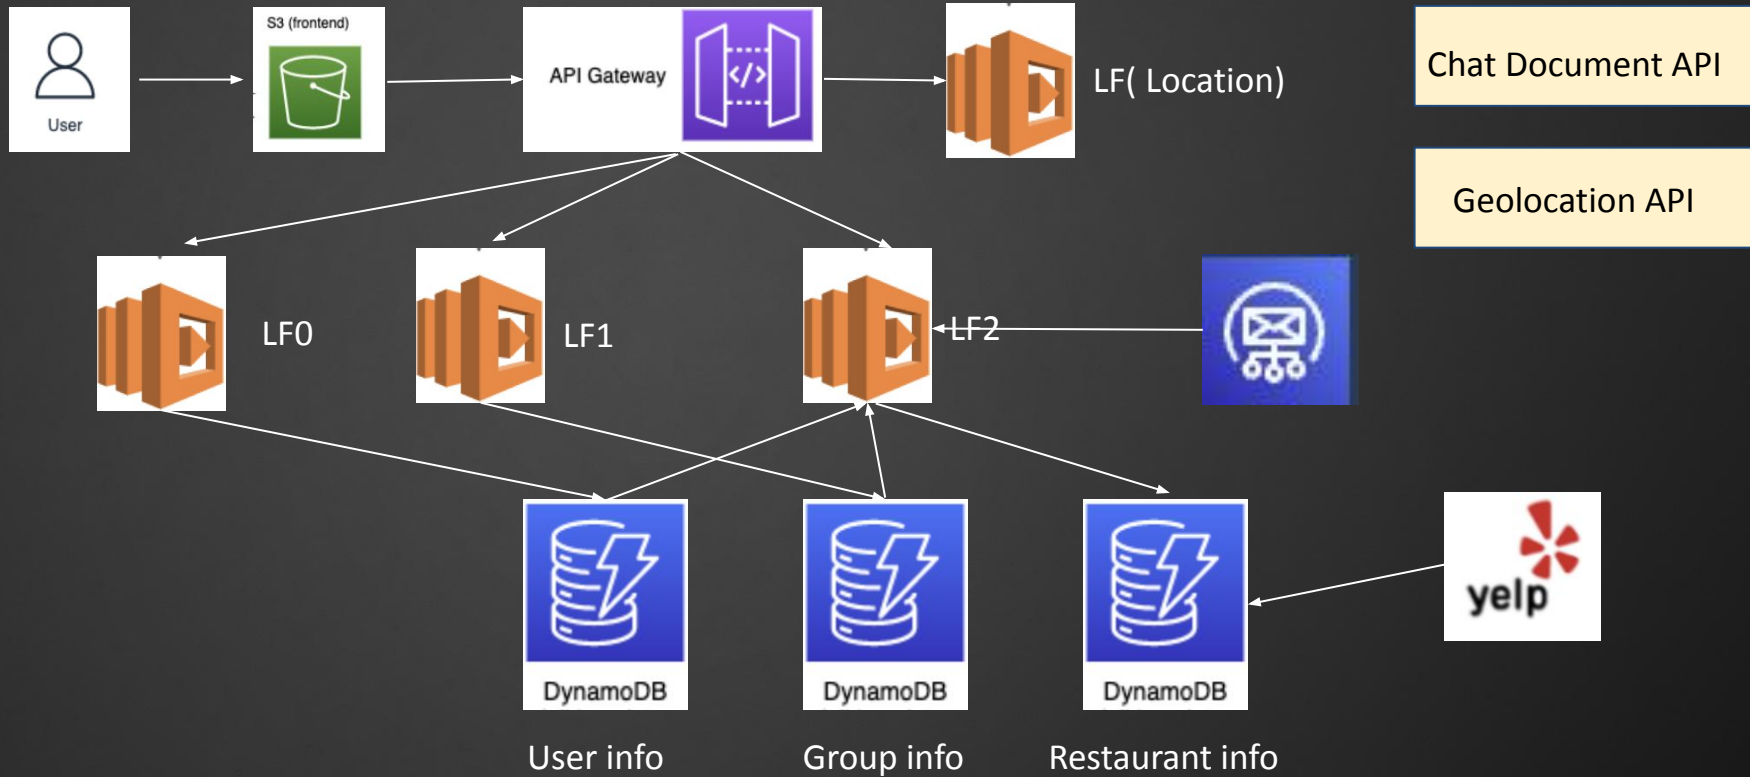 S3 (frontend)
User
API Gateway
</>
LF( Location)
Chat Document API
Geolocation API
LF0
LF1
LF2
yelp
DynamoDB
DynamoDB
DynamoDB
User info
Group info
Restaurant info